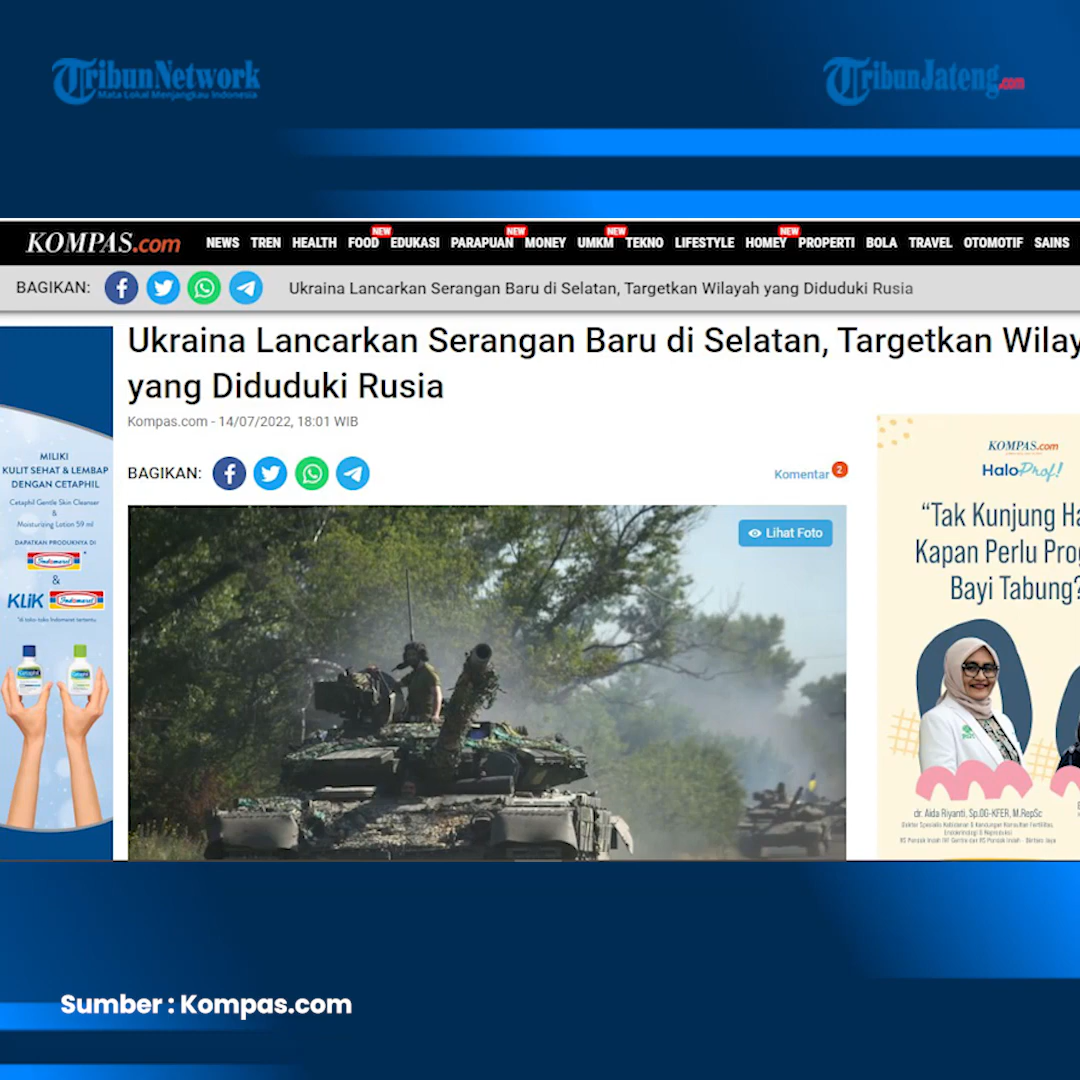 TribunNetwork
Mata Lokal Menjangkau Indonesia
TribunJateng.com
KOMPAS.com
NEWS TREN HEALTH FOOD NEW EDUKASI PARAPUAN NEW MONEY UMKM NEW TEKNO LIFESTYLE HOMEY NEW PROPERTI BOLA TRAVEL OTOMOTIF SAINS
BAGIKAN:
Ukraina Lancarkan Serangan Baru di Selatan, Targetkan Wilayah yang Diduduki Rusia
Ukraina Lancarkan Serangan Baru di Selatan, Targetkan Wilay
yang Diduduki Rusia
Kompas.com - 14/07/2022, 18:01 WIB
BAGIKAN:
Komentar 2
Lihat Foto
MILIKI
KULIT SEHAT & LEMBAP
DENGAN CETAPHIL
Cetaphil Gentle Skin Cleanser
&
Moisturizing Lotion 59 ml
DAPATKAN PRODUKNYA DI
Indomaret *
&
KLIK Indomaret
Cetaphil
Cetaphil
KOMPAS.com
HaloProf!
“Tak Kunjung Ha
Kapan Perlu Pro
Bayi Tabung?
dr. Aida Riyanti, Sp.OG-KFER, M.RepSc
Sumber : Kompas.com